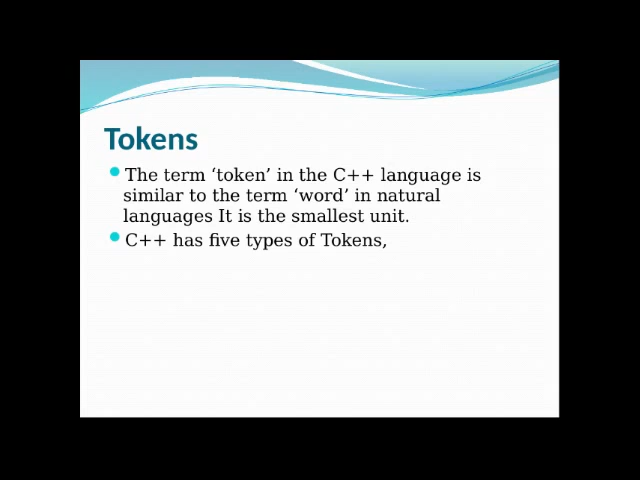 Tokens
The term ‘token’ in the C++ language is
similar to the term ‘word’ in natural
languages It is the smallest unit.
C++ has five types of Tokens,